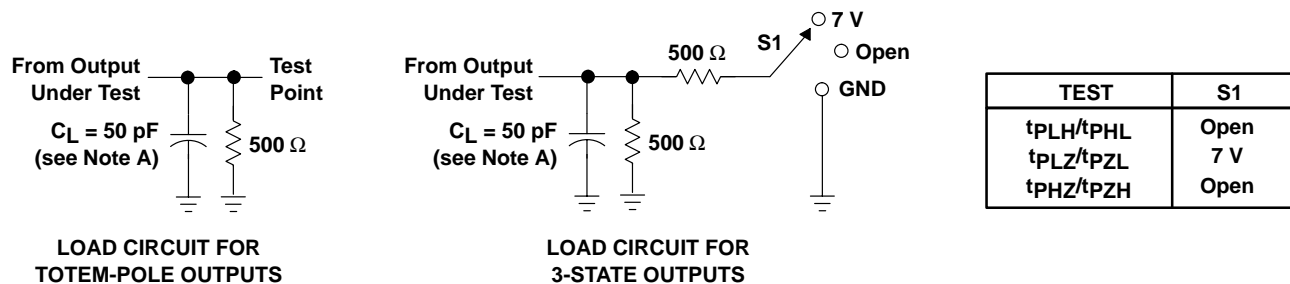 From Output
Under Test
Test
Point
CL = 50 pF
(see Note A)
500 Ω
LOAD CIRCUIT FOR
TOTEM-POLE OUTPUTS
From Output
Under Test
500 Ω
S1
7 V
Open
GND
CL = 50 pF
(see Note A)
500 Ω
LOAD CIRCUIT FOR
3-STATE OUTPUTS
TEST S1
tPLH/tPHL Open
tPLZ/tPZL 7 V
tPHZ/tPZH Open